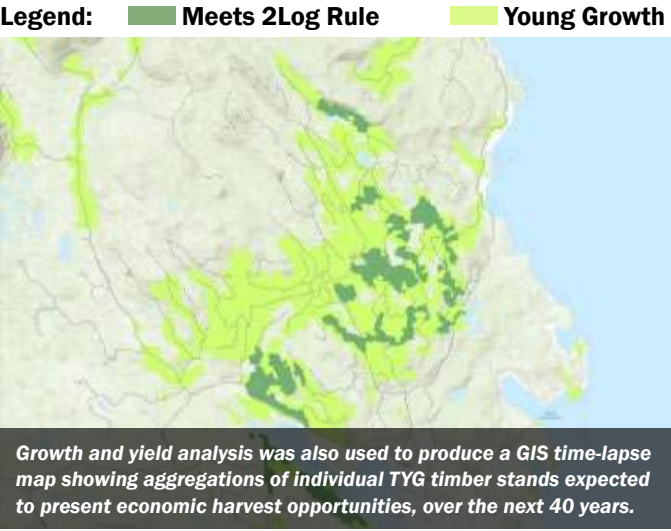 Legend: Meets 2Log Rule Young Growth
Growth and yield analysis was also used to produce a GIS time-lapse
map showing aggregations of individual TYG timber stands expected
to present economic harvest opportunities, over the next 40 years.